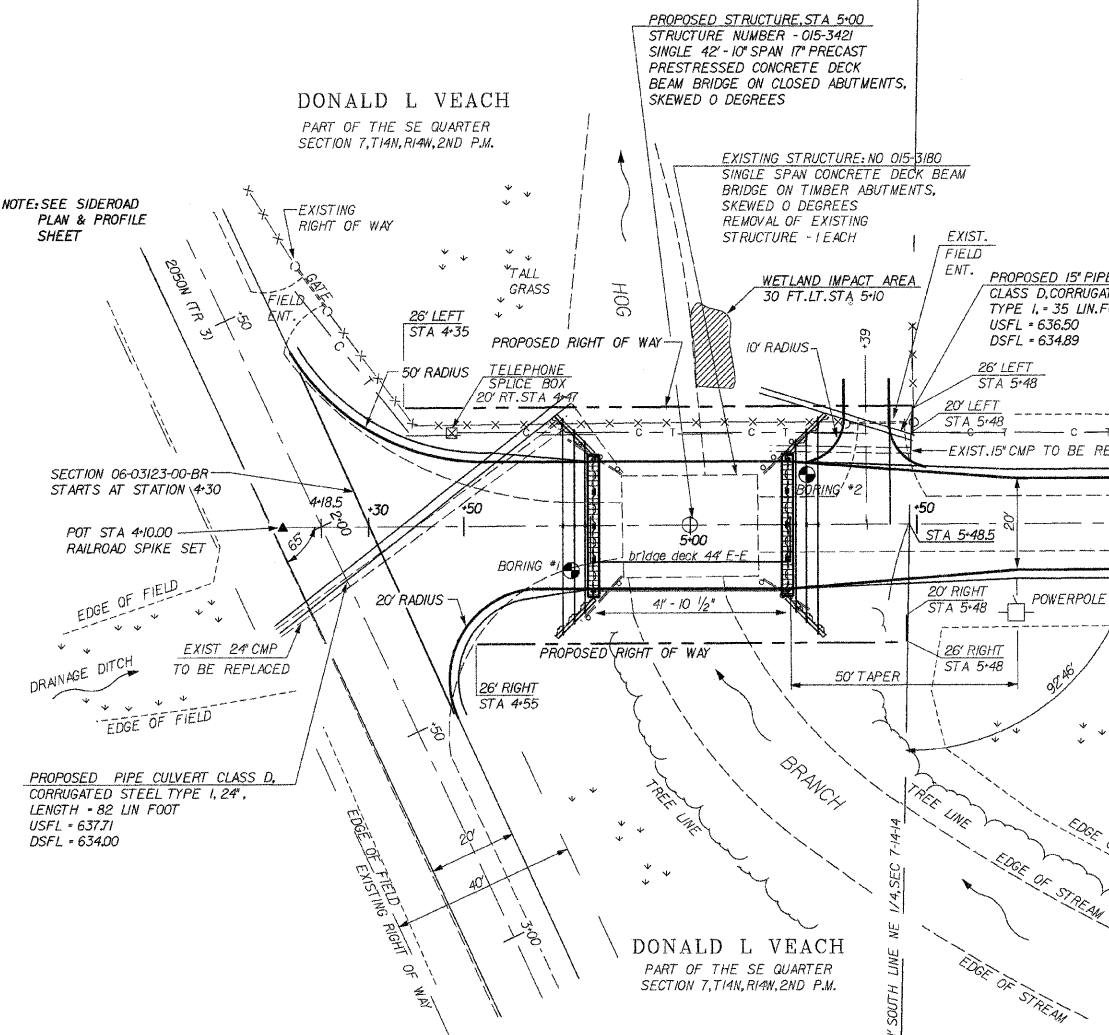 PROPOSED STRUCTURE, STA 5+00
STRUCTURE NUMBER - 015-3421
SINGLE 42'-10" SPAN 17" PRECAST
PRESTRESSED CONCRETE DECK
BEAM BRIDGE ON CLOSED ABUTMENTS,
SKEWED 0 DEGREES
DONALD L VEACH
PART OF THE SE QUARTER
SECTION 7, T14N, R14W, 2ND P.M.
EXISTING STRUCTURE: NO 015-3180
SINGLE SPAN CONCRETE DECK BEAM
BRIDGE ON TIMBER ABUTMENTS,
SKEWED 0 DEGREES
REMOVAL OF EXISTING
STRUCTURE - 1 EACH
NOTE: SEE SIDEROAD
PLAN & PROFILE
SHEET
EXISTING
RIGHT OF WAY
2050N (TR 3)
+50
GATE
FIELD
ENT.
TALL
GRASS
HOG
EXIST.
FIELD
ENT.
WETLAND IMPACT AREA
30 FT. LT. STA 5+10
PROPOSED 15" PIPE
CLASS D, CORRUGAT
TYPE 1, = 35 LIN. F
USFL = 636.50
DSFL = 634.89
26' LEFT
STA 4+35
PROPOSED RIGHT OF WAY
10' RADIUS
+39
50' RADIUS
TELEPHONE
SPLICE BOX
20' RT. STA 4+47
26' LEFT
STA 5+48
20' LEFT
STA 5+48
C
T
C
T
C
T
C
T
C
EXIST. 15" CMP TO BE RE
SECTION 06-03123-00-BR
STARTS AT STATION 4+30
4+18.5
2+00
+30
+50
BORING #2
+50
POT STA 4+10.00
RAILROAD SPIKE SET
65°
5+00
STA 5+48.5
20'
BORING #1
bridge deck 44' E-E
EDGE OF FIELD
20' RADIUS
41'-10 1/2"
20' RIGHT
STA 5+48
POWERPOLE
EXIST 24" CMP
TO BE REPLACED
DRAINAGE DITCH
PROPOSED RIGHT OF WAY
26' RIGHT
STA 5+48
50' TAPER
92°46'
26' RIGHT
STA 4+55
EDGE OF FIELD
+50
PROPOSED PIPE CULVERT CLASS D,
CORRUGATED STEEL TYPE 1, 24",
LENGTH = 82 LIN FOOT
USFL = 637.71
DSFL = 634.00
BRANCH
TREE LINE
TREE LINE
EDGE
EDGE OF FIELD
EXISTING RIGHT OF WAY
20'
40'
EDGE OF STREAM
3+00
DONALD L VEACH
PART OF THE SE QUARTER
SECTION 7, T14N, R14W, 2ND P.M.
SOUTH LINE NE 1/4, SEC 7-14-14
EDGE OF STREAM